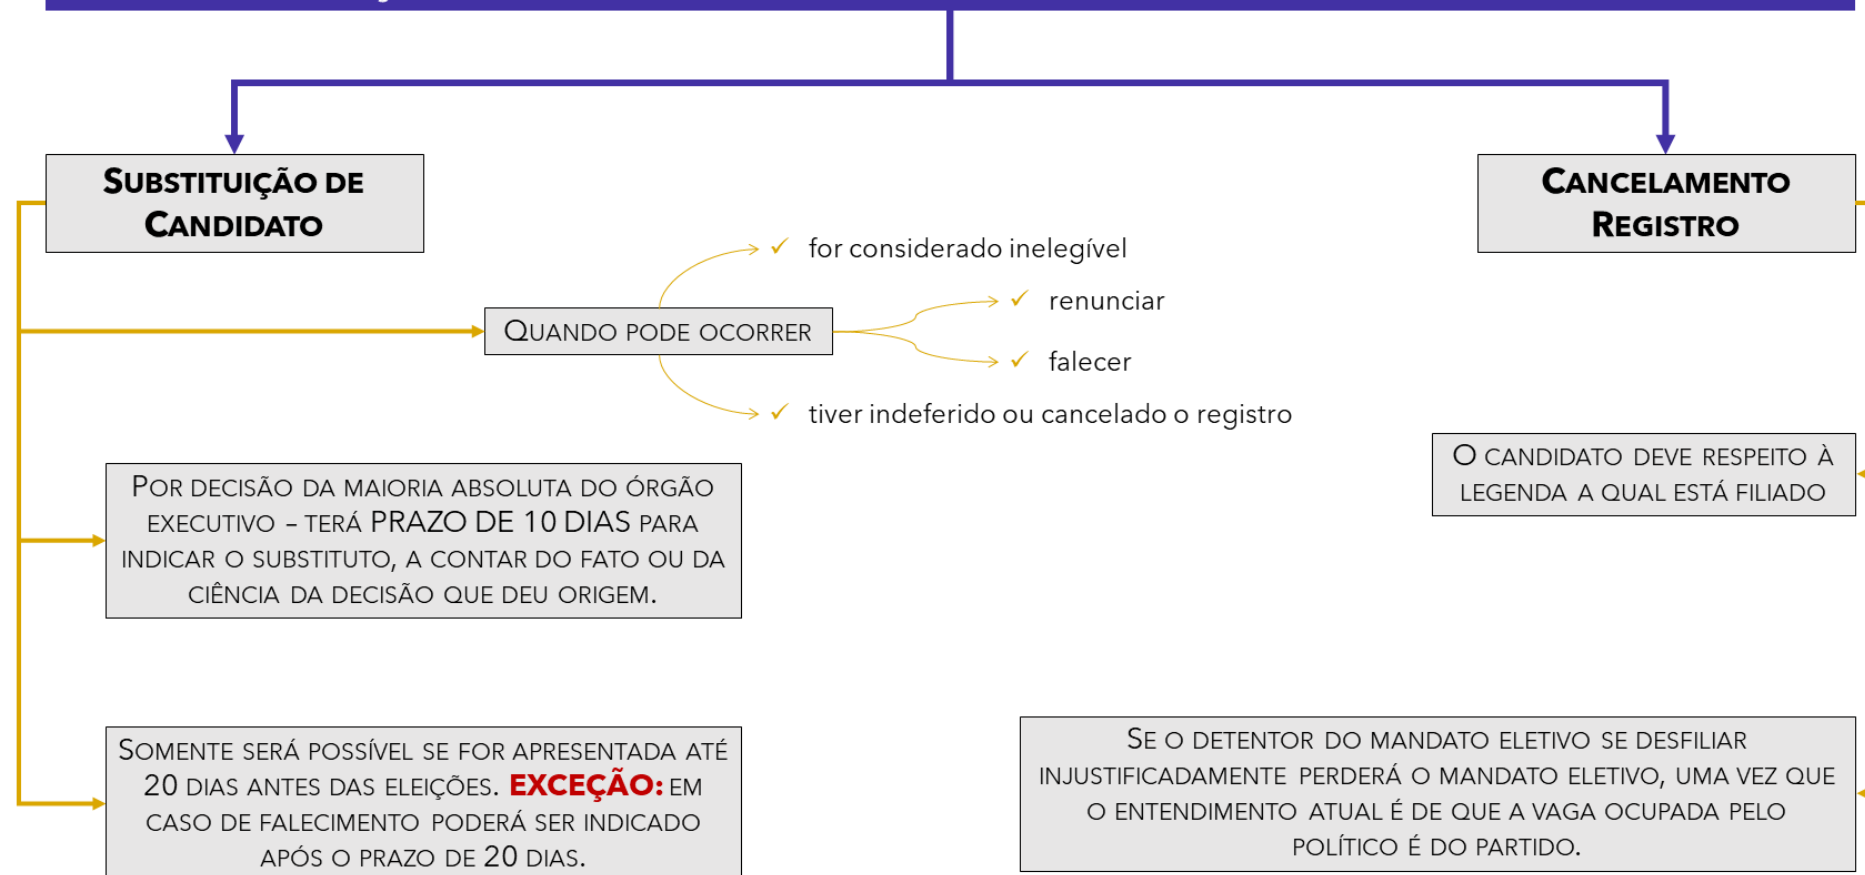 SUBSTITUIÇÃO DE
CANDIDATO
QUANDO PODE OCORRER
✓ for considerado inelegível
✓ renunciar
✓ falecer
✓ tiver indeferido ou cancelado o registro
POR DECISÃO DA MAIORIA ABSOLUTA DO ÓRGÃO
EXECUTIVO – TERÁ PRAZO DE 10 DIAS PARA
INDICAR O SUBSTITUTO, A CONTAR DO FATO OU DA
CIÊNCIA DA DECISÃO QUE DEU ORIGEM.
SOMENTE SERÁ POSSÍVEL SE FOR APRESENTADA ATÉ
20 DIAS ANTES DAS ELEIÇÕES. EXCEÇÃO: EM
CASO DE FALECIMENTO PODERÁ SER INDICADO
APÓS O PRAZO DE 20 DIAS.
CANCELAMENTO
REGISTRO
O CANDIDATO DEVE RESPEITO À
LEGENDA A QUAL ESTÁ FILIADO
SE O DETENTOR DO MANDATO ELETIVO SE DESFILIAR
INJUSTIFICADAMENTE PERDERÁ O MANDATO ELETIVO, UMA VEZ QUE
O ENTENDIMENTO ATUAL É DE QUE A VAGA OCUPADA PELO
POLÍTICO É DO PARTIDO.